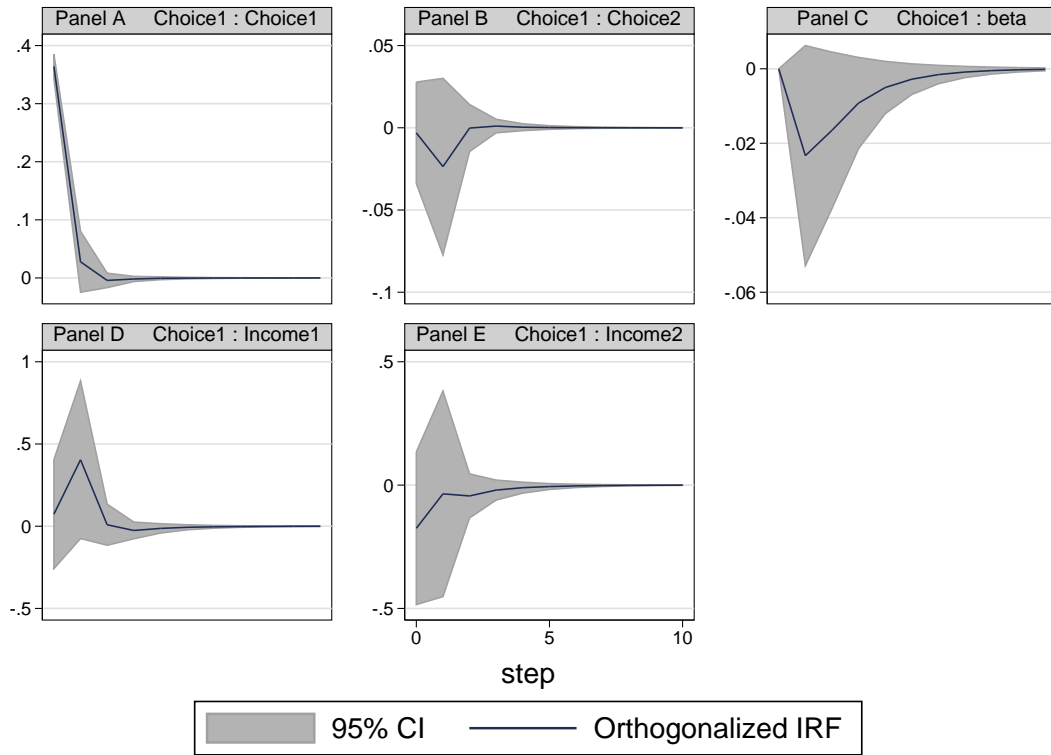 Panel A Choice1 : Choice1
Panel B Choice1 : Choice2
Panel C Choice1 : beta
.4
.3
.2
.1
0
.05
0
-.05
-.1
0
-.02
-.04
-.06
Panel D Choice1 : Income1
Panel E Choice1 : Income2
1
.5
0
-.5
.5
0
-.5
0 5 10
step
95% CI Orthogonalized IRF